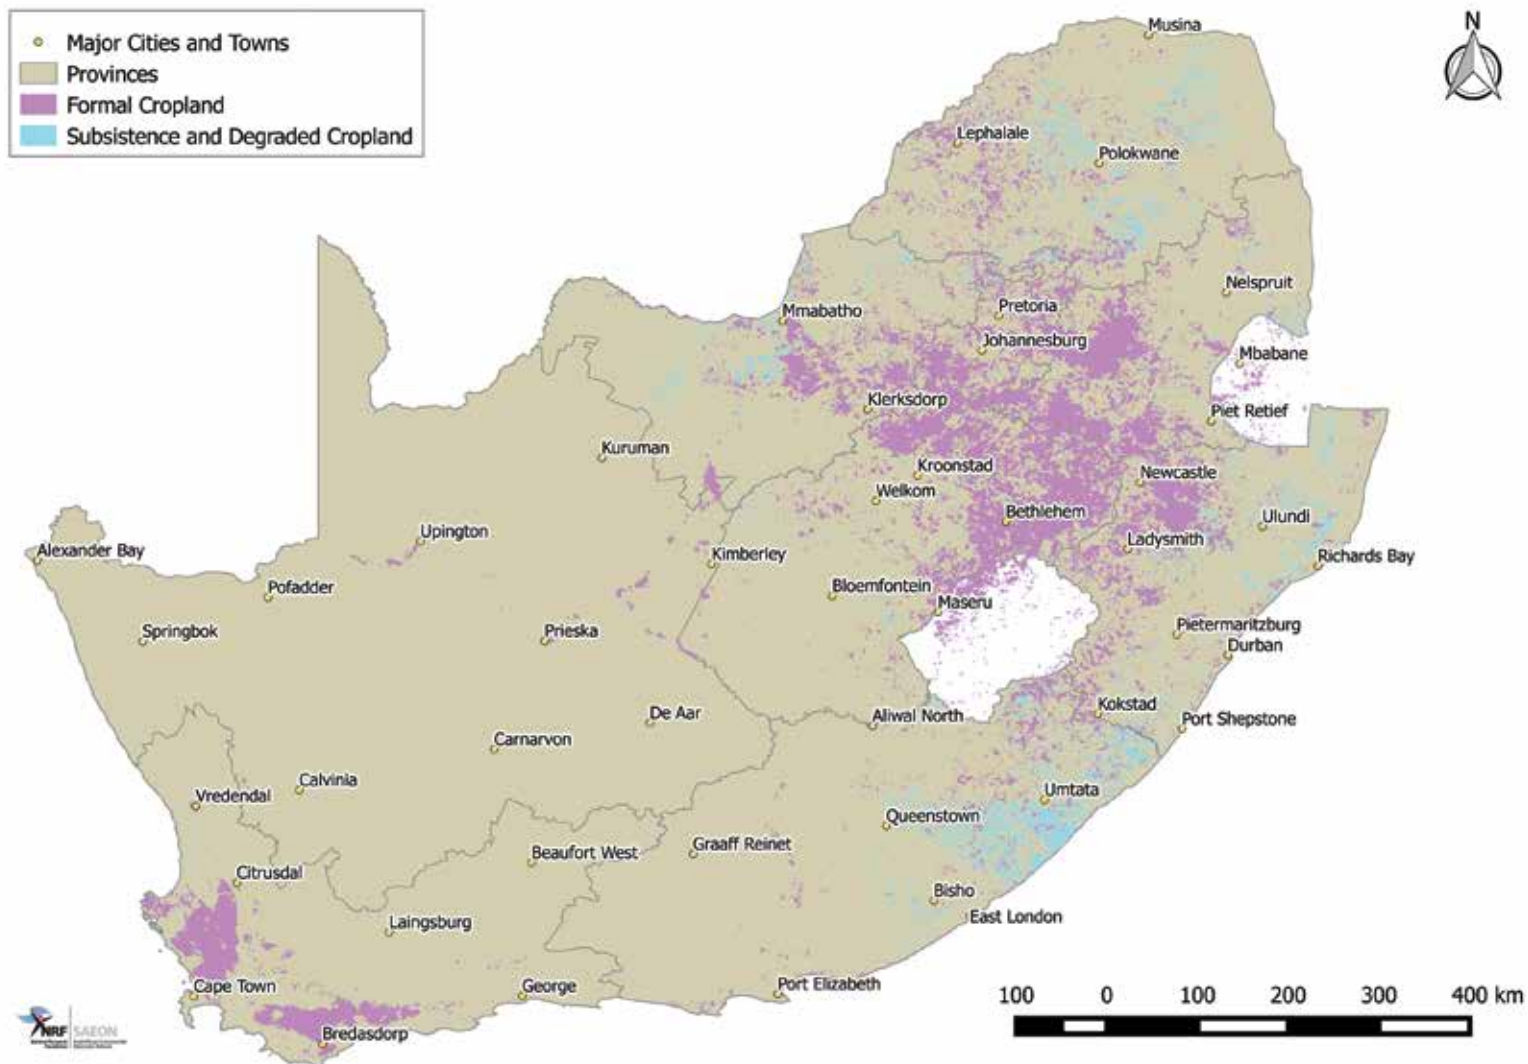 Major Cities and Towns
Provinces
Formal Cropland
Subsistence and Degraded Cropland
N
Musina
Lephalale
Polokwane
Nelspruit
Mmabatho
Pretoria
Johannesburg
Mbabane
Klerksdorp
Piet Retief
Kuruman
Kroonstad
Newcastle
Welkom
Bethlehem
Ulundi
Upington
Ladysmith
Alexander Bay
Kimberley
Richards Bay
Pofadder
Bloemfontein
Maseru
Springbok
Prieska
Pietermaritzburg
Durban
De Aar
Aliwal North
Kokstad
Port Shepstone
Carnarvon
Calvinia
Vredendal
Umtata
Queenstown
Graaff Reinet
Beaufort West
Citrusdal
Bisho
East London
Laingsburg
Cape Town
George
Port Elizabeth
100 0 100 200 300 400 km
Bredasdorp
NRF SAEON